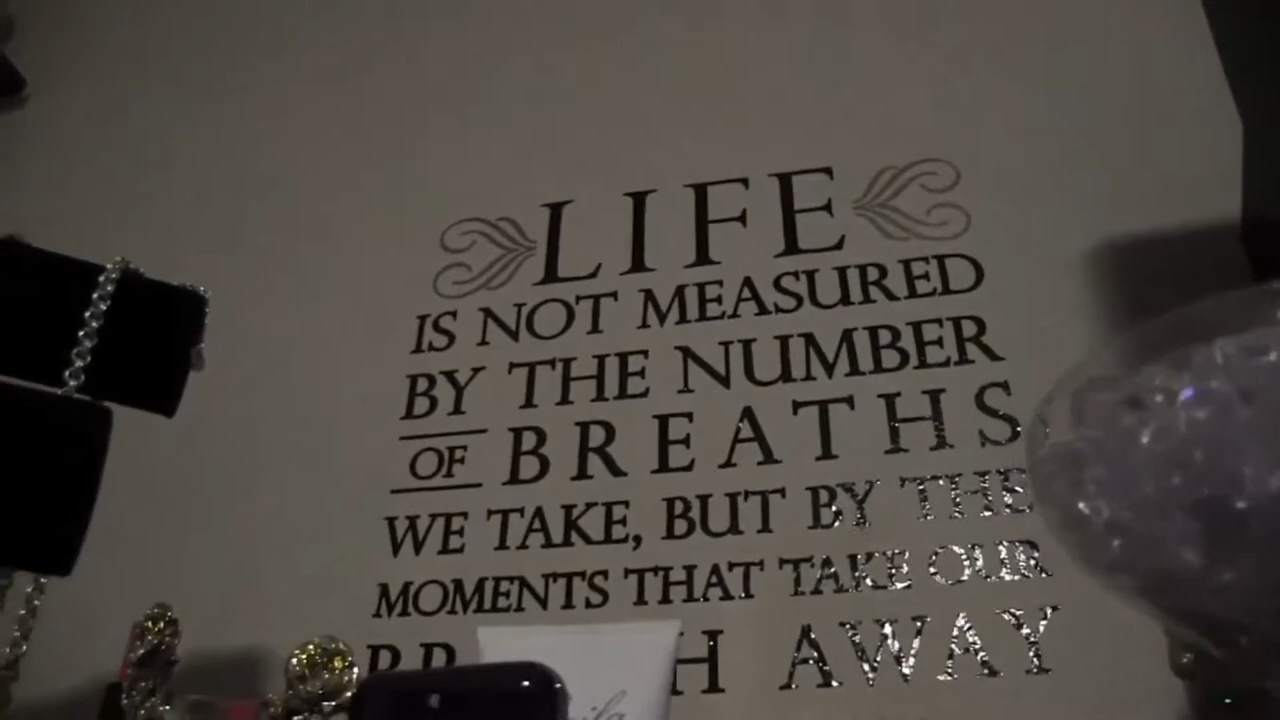 LIFE
IS NOT MEASURED
BY THE NUMBER
OF BREATHS
WE TAKE, BUT BY THE
MOMENTS THAT TAKE OUR
AWAY